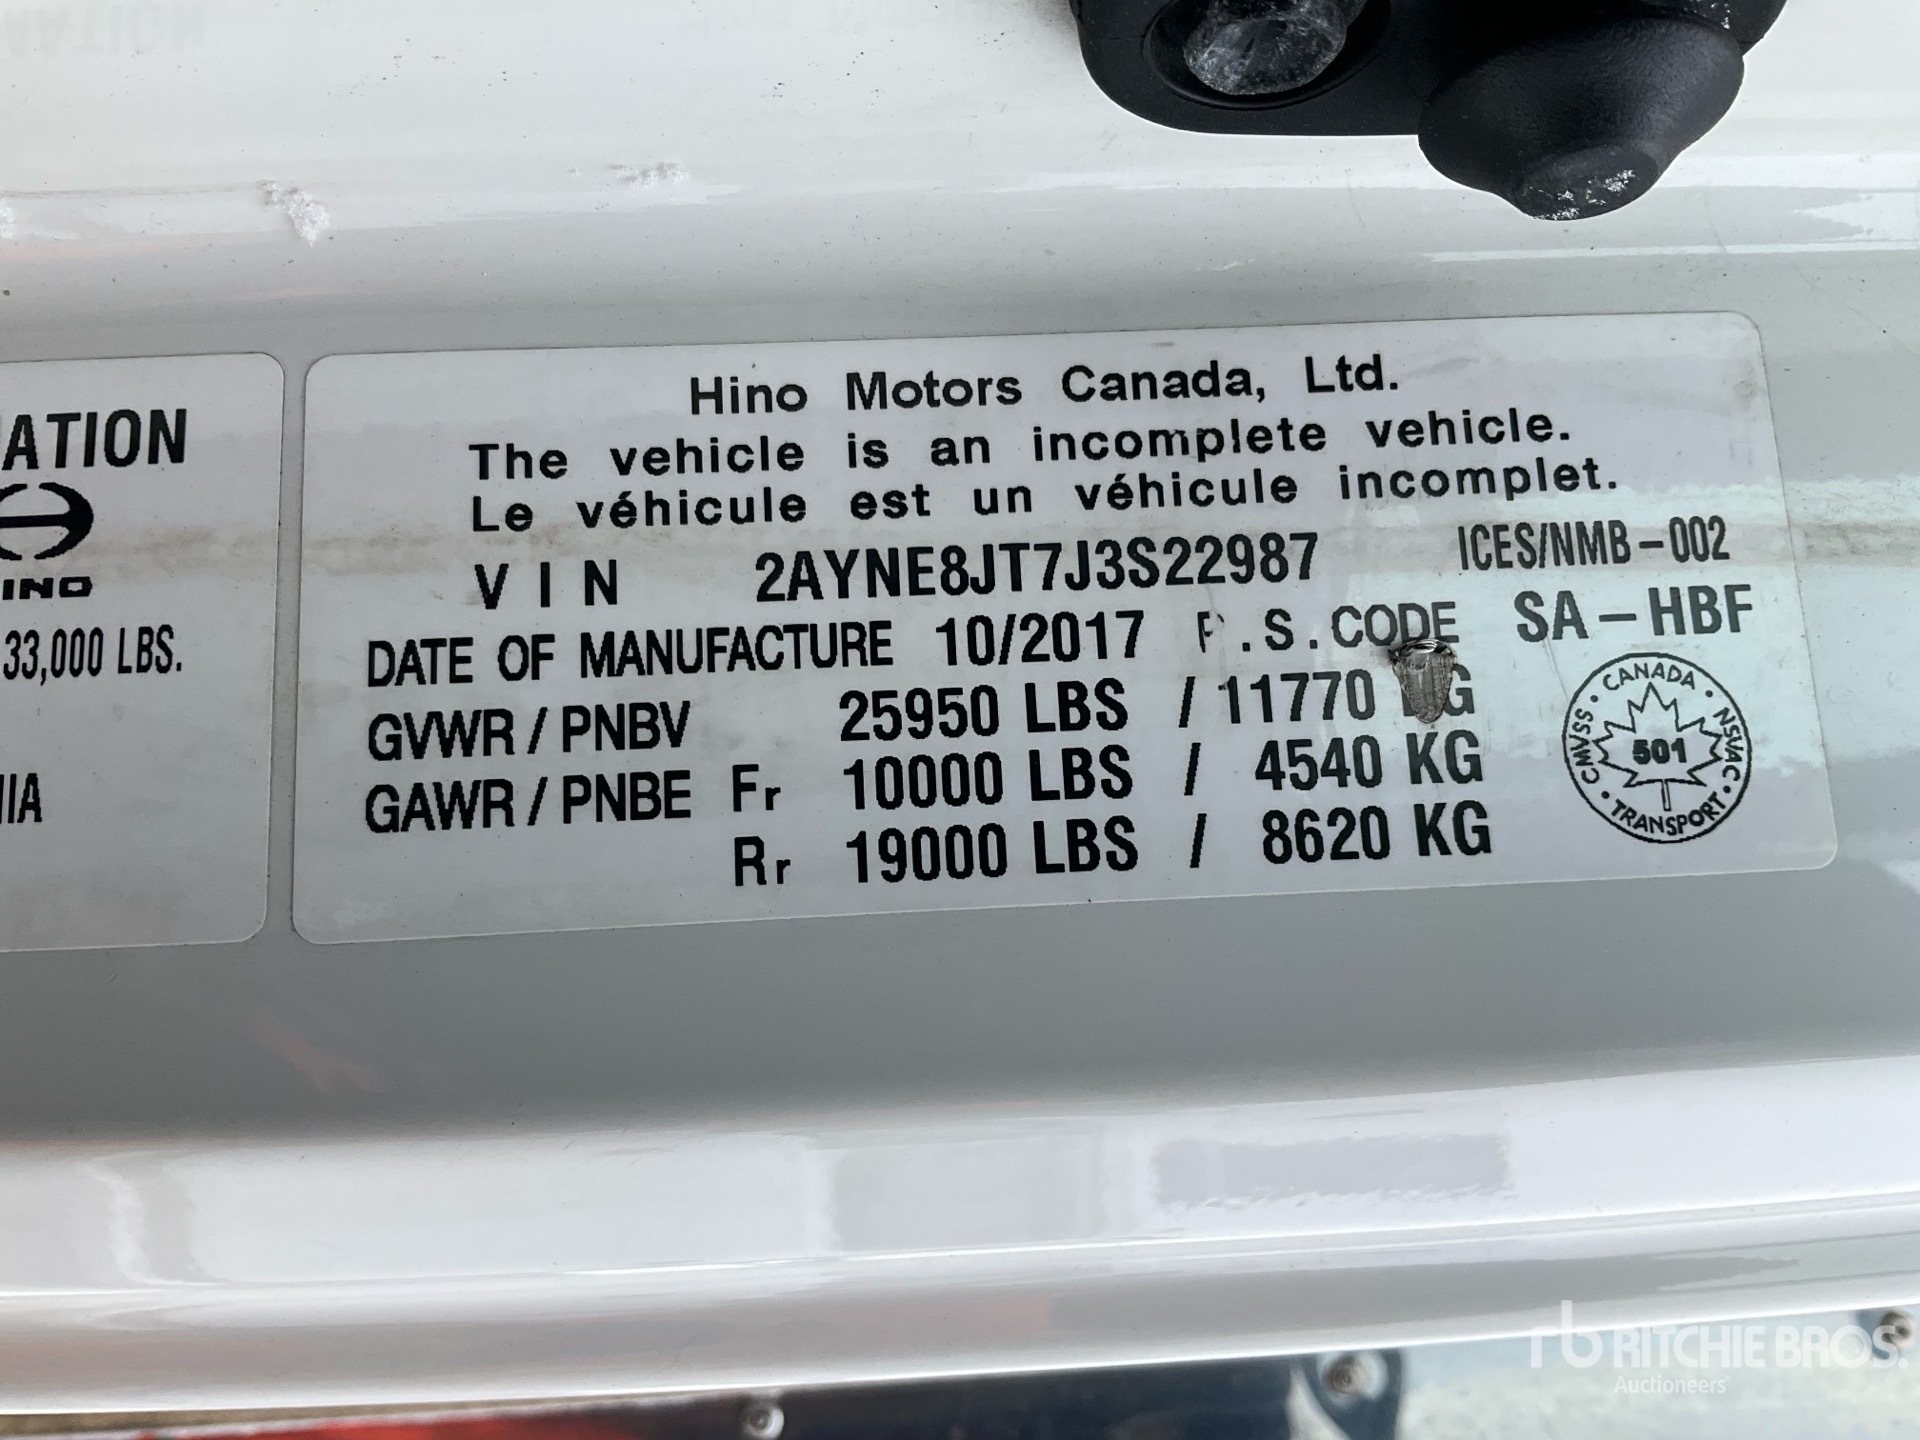 ATION
INO
33,000 LBS.
Hino Motors Canada, Ltd.
The vehicle is an incomplete vehicle.
Le véhicule est un véhicule incomplet.
VIN 2AYNE8JT7J3S22987 ICES/NMB-002
DATE OF MANUFACTURE 10/2017 P.S.CODE SA-HBF
GVWR/PNBV 25950 LBS / 11770 KG
GAWR/PNBE Fr 10000 LBS / 4540 KG
Rr 19000 LBS / 8620 KG
CANADA · NSVAC · TRANSPORT · CMVSS
501
rb RITCHIE BROS.
Auctioneers